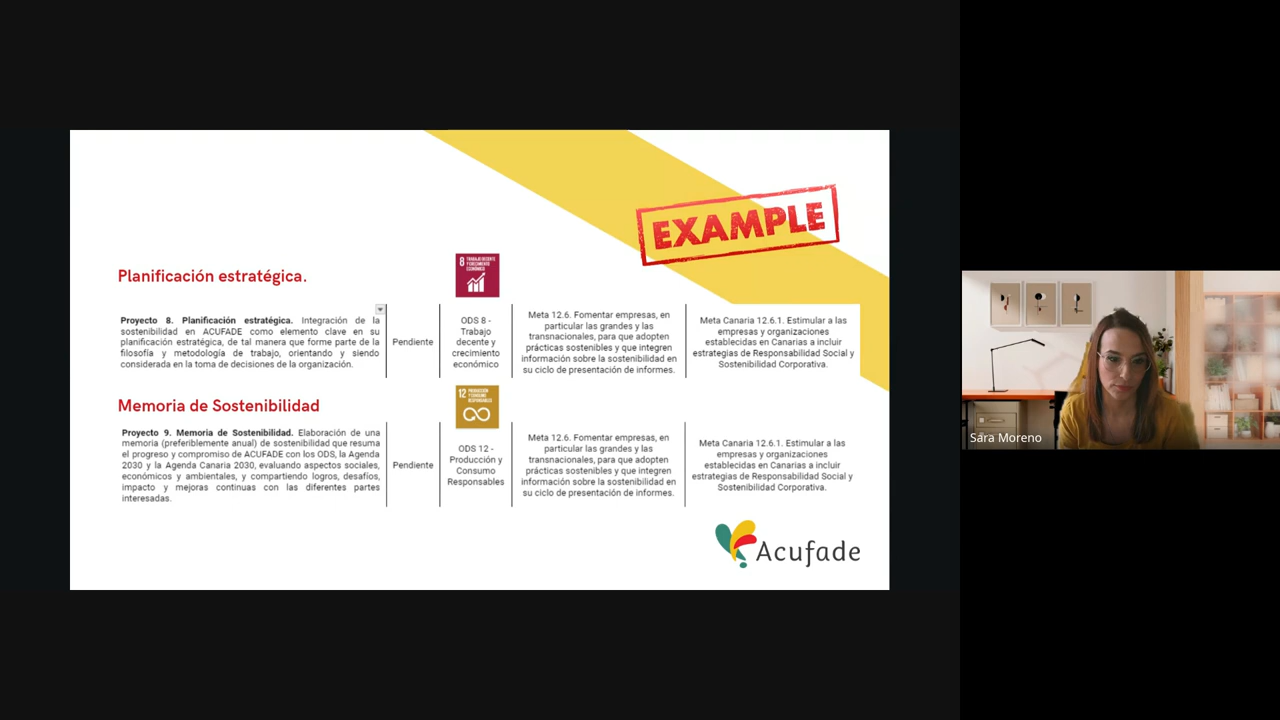 EXAMPLE
Planificación estratégica.
8 TRABAJO DECENTE
Y CRECIMIENTO
ECONÓMICO
Proyecto 8. Planificación estratégica. Integración de la
sostenibilidad en ACUFADE como elemento clave en su
planificación estratégica, de tal manera que forme parte de la
filosofía y metodología de trabajo, orientando y siendo
considerada en la toma de decisiones de la organización.
Pendiente
ODS 8 -
Trabajo
decente y
crecimiento
económico
Meta 12.6. Fomentar empresas, en
particular las grandes y las
transnacionales, para que adopten
prácticas sostenibles y que integren
información sobre la sostenibilidad en
su ciclo de presentación de informes.
Meta Canaria 12.6.1. Estimular a las
empresas y organizaciones
establecidas en Canarias a incluir
estrategias de Responsabilidad Social y
Sostenibilidad Corporativa.
Memoria de Sostenibilidad
12 PRODUCCIÓN
Y CONSUMO
RESPONSABLES
Proyecto 9. Memoria de Sostenibilidad. Elaboración de una
memoria (preferiblemente anual) de sostenibilidad que resuma
el progreso y compromiso de ACUFADE con los ODS, la Agenda
2030 y la Agenda Canaria 2030, evaluando aspectos sociales,
económicos y ambientales, y compartiendo logros, desafíos,
impacto y mejoras continuas con las diferentes partes
interesadas.
Pendiente
ODS 12 -
Producción y
Consumo
Responsables
Meta 12.6. Fomentar empresas, en
particular las grandes y las
transnacionales, para que adopten
prácticas sostenibles y que integren
información sobre la sostenibilidad en
su ciclo de presentación de informes.
Meta Canaria 12.6.1. Estimular a las
empresas y organizaciones
establecidas en Canarias a incluir
estrategias de Responsabilidad Social y
Sostenibilidad Corporativa.
Acufade
Sara Moreno